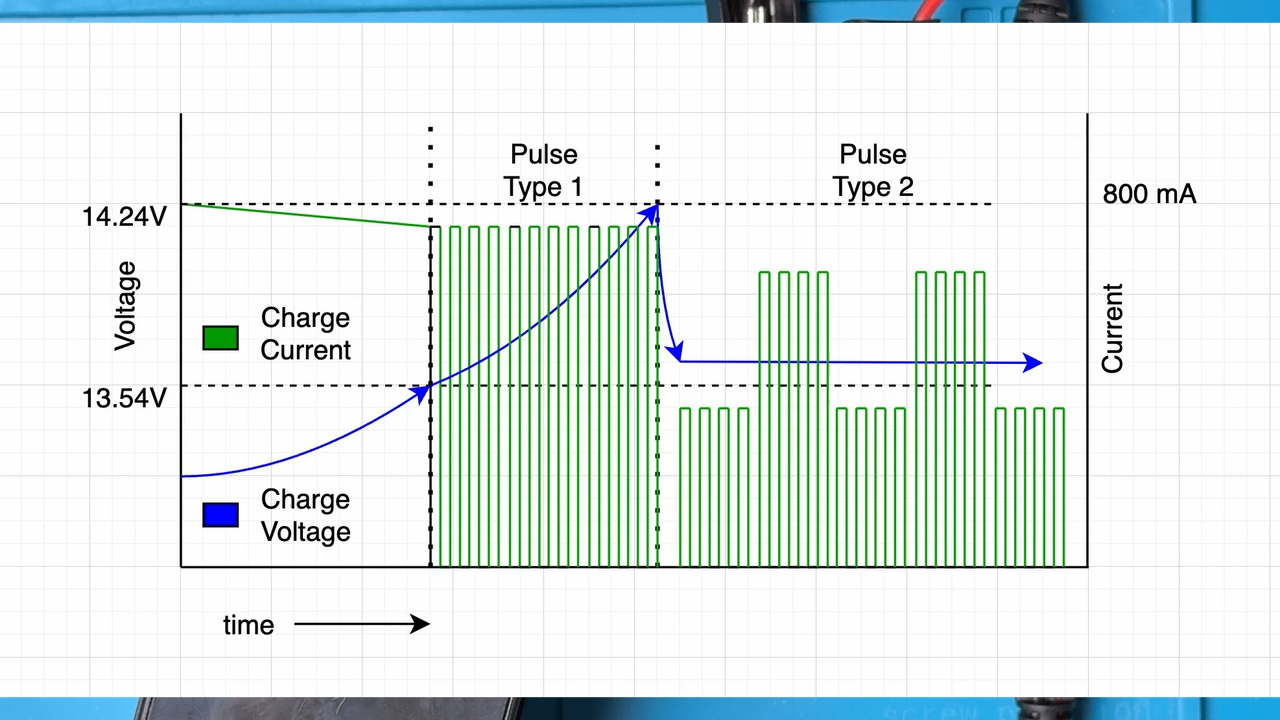 Pulse
Type 1
Pulse
Type 2
14.24V
800 mA
Voltage
Current
Charge
Current
13.54V
Charge
Voltage
time